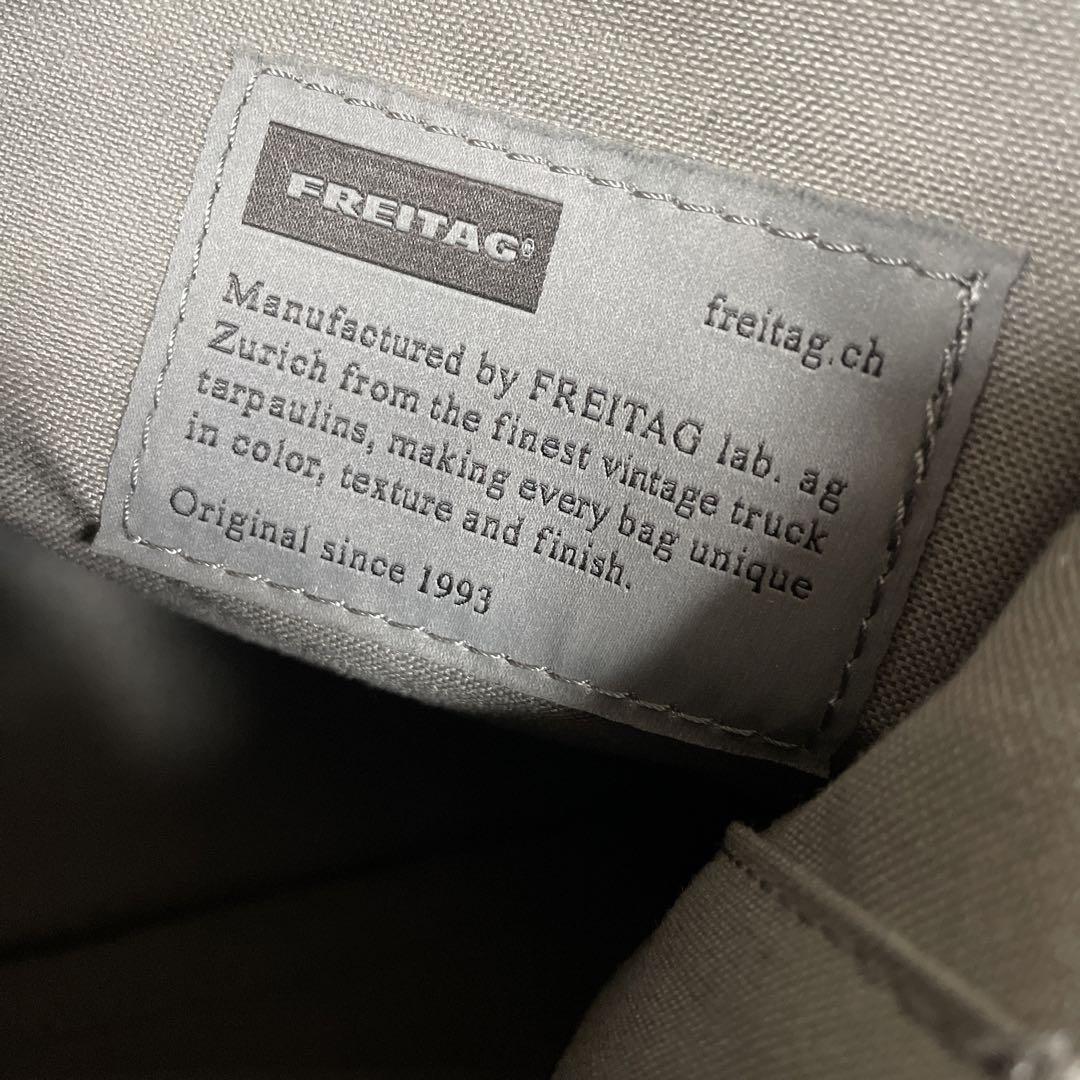 FREITAG®
freitag.ch
Manufactured by FREITAG lab. ag
Zurich from the finest vintage truck
tarpaulins, making every bag unique
in color, texture and finish.
Original since 1993